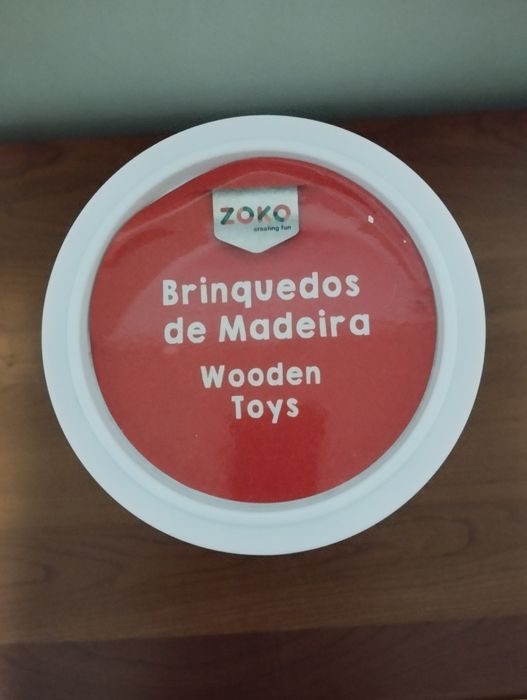 ZOKO
creating fun
Brinquedos
de Madeira
Wooden
Toys